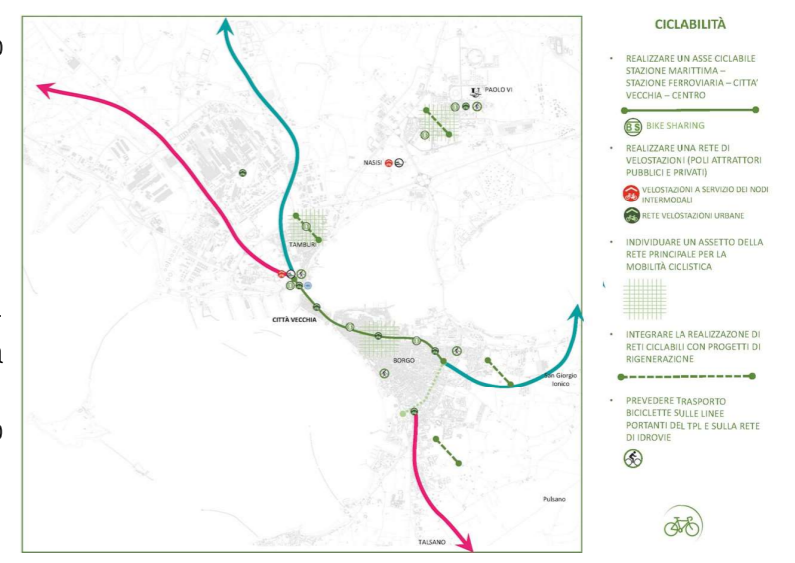 CICLABILITÀ
REALIZZARE UN ASSE CICLABILE
STAZIONE MARITTIMA –
STAZIONE FERROVIARIA – CITTA'
VECCHIA – CENTRO
BS BIKE SHARING
REALIZZARE UNA RETE DI
VELOSTAZIONI (POLI ATTRATTORI
PUBBLICI E PRIVATI)
VELOSTAZIONI A SERVIZIO DEI NODI
INTERMODALI
RETE VELOSTAZIONI URBANE
INDIVIDUARE UN ASSETTO DELLA
RETE PRINCIPALE PER LA
MOBILITÀ CICLISTICA
INTEGRARE LA REALIZZAZONE DI
RETI CICLABILI CON PROGETTI DI
RIGENERAZIONE
PREVEDERE TRASPORTO
BICICLETTE SULLE LINEE
PORTANTI DEL TPL E SULLA RETE
DI IDROVIE
PAOLO VI
NASISI
TAMBURI
CITTÀ VECCHIA
BORGO
San Giorgio
Ionico
Pulsano
TALSANO